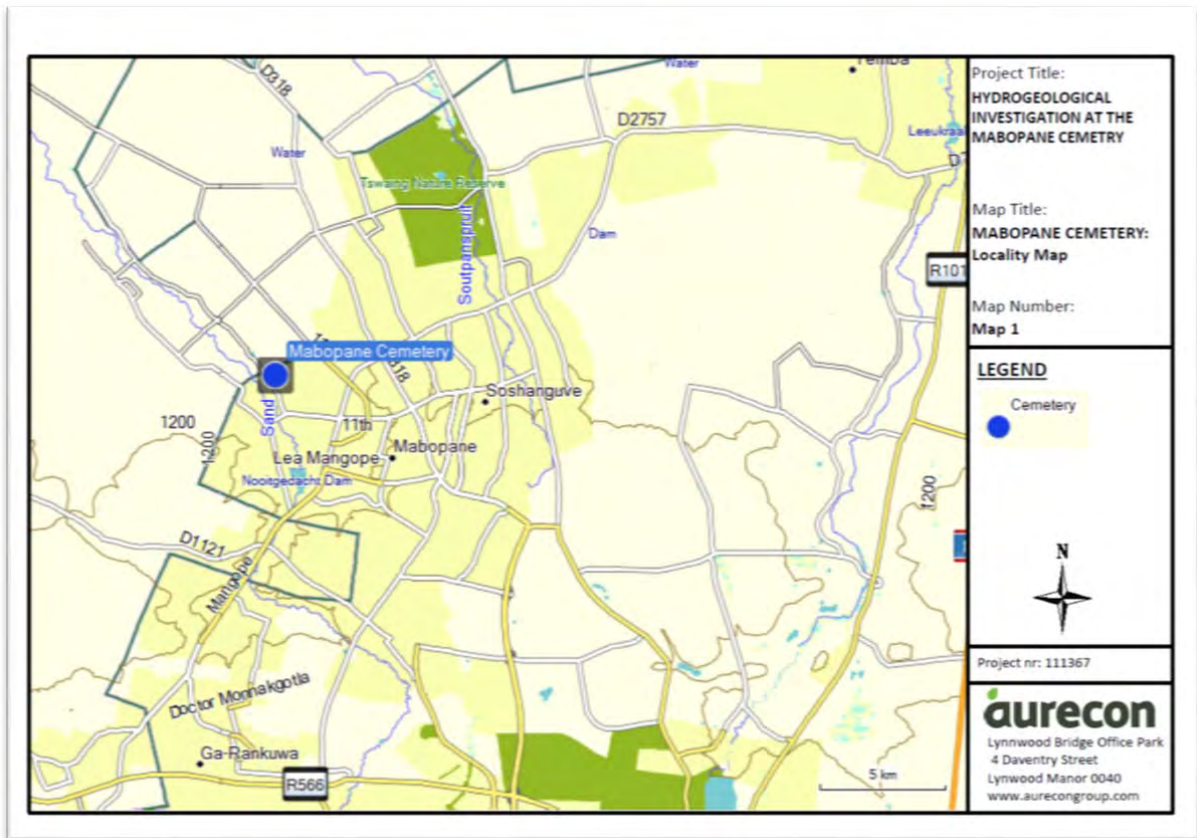 Temba
Water
D318
D2757
Leeukraal
Water
Tswaing Nature Reserve
Soutpanspruit
Dam
R101
Mabopane Cemetery
318
Soshanguve
1200
1200
Sand
11th
Mabopane
Lea Mangope
Nooitgedacht Dam
1200
D1121
Mangope
Doctor Monnakgotla
Ga-Rankuwa
R566
5 km
Project Title:
HYDROGEOLOGICAL
INVESTIGATION AT THE
MABOPANE CEMETRY
Map Title:
MABOPANE CEMETERY:
Locality Map
Map Number:
Map 1
LEGEND
Cemetery
N
Project nr: 111367
aurecon
Lynnwood Bridge Office Park
4 Daventry Street
Lynwood Manor 0040
www.aurecongroup.com